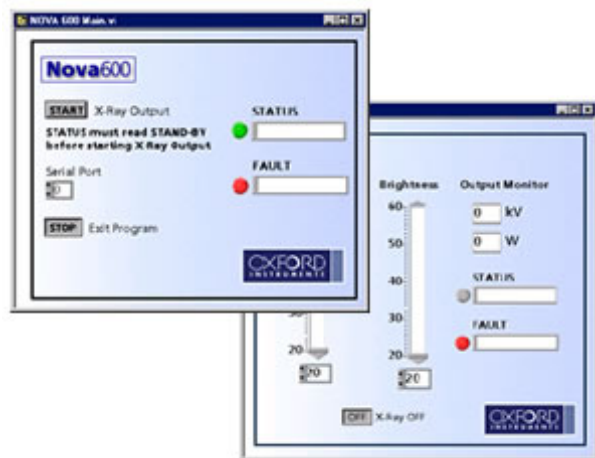 NOVA 600 Main.vi
Nova600
START X-Ray Output
STATUS must read STAND-BY
before starting X-Ray Output
STATUS
Serial Port
0
FAULT
STOP Exit Program
OXFORD
INSTRUMENTS
Brightness
Output Monitor
60
0 kV
50
0 W
40
STATUS
30
30
FAULT
20
20
20
20
OFF X-Ray OFF
OXFORD
INSTRUMENTS